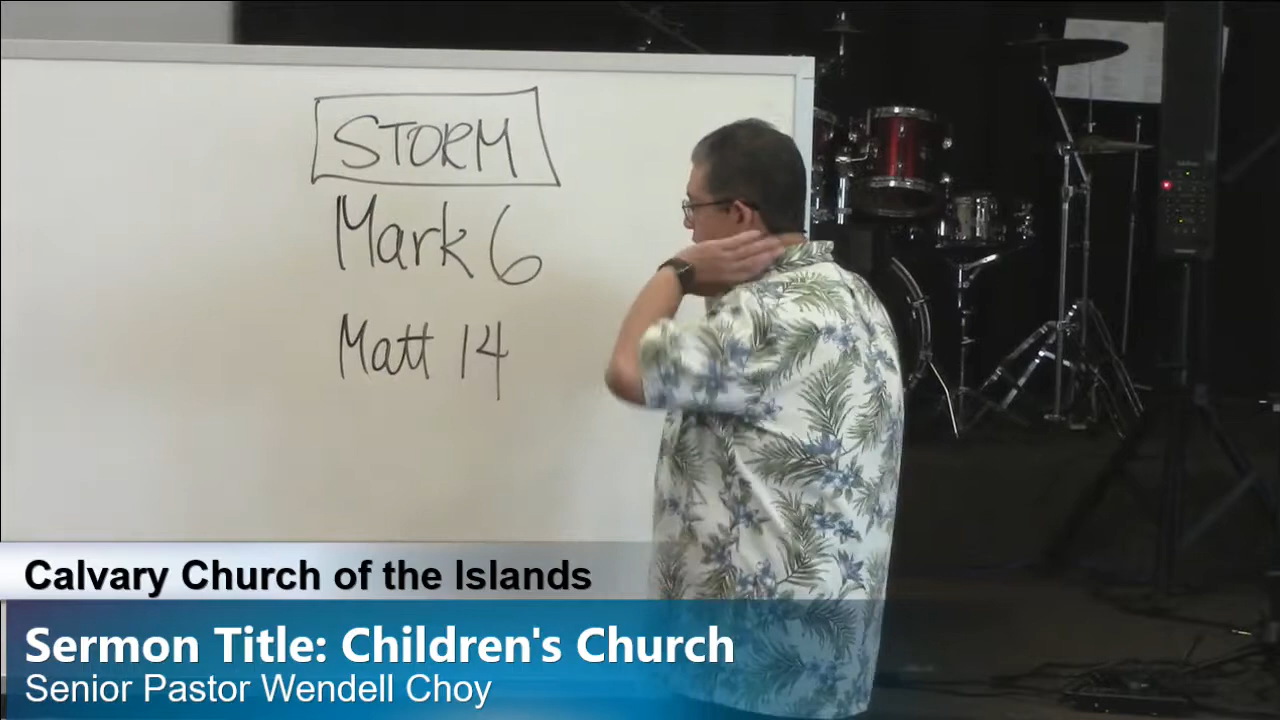 STORM
Mark 6
Matt 14
Calvary Church of the Islands
Sermon Title: Children's Church
Senior Pastor Wendell Choy